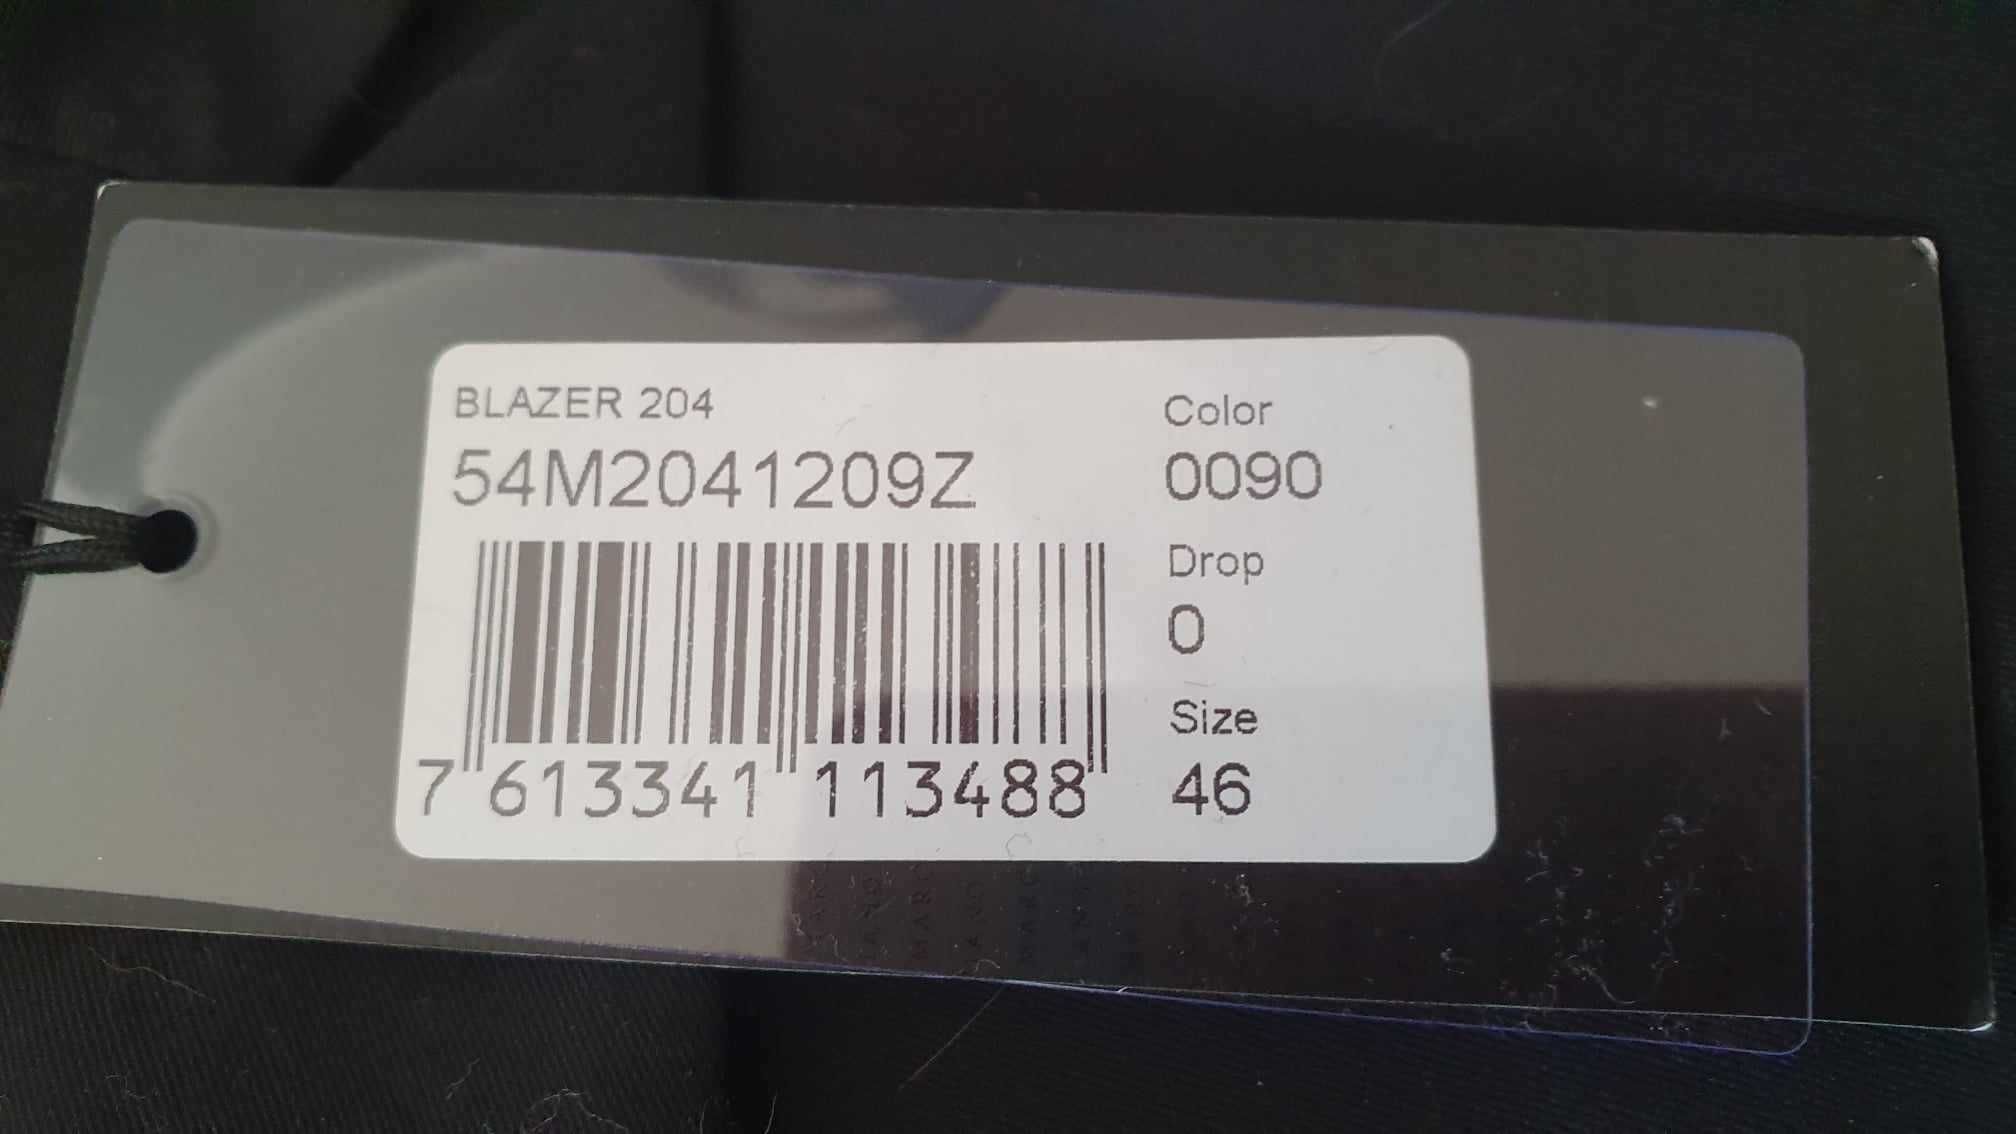 BLAZER 204
54M2041209Z
7 613341 113488
Color
0090
Drop
0
Size
46